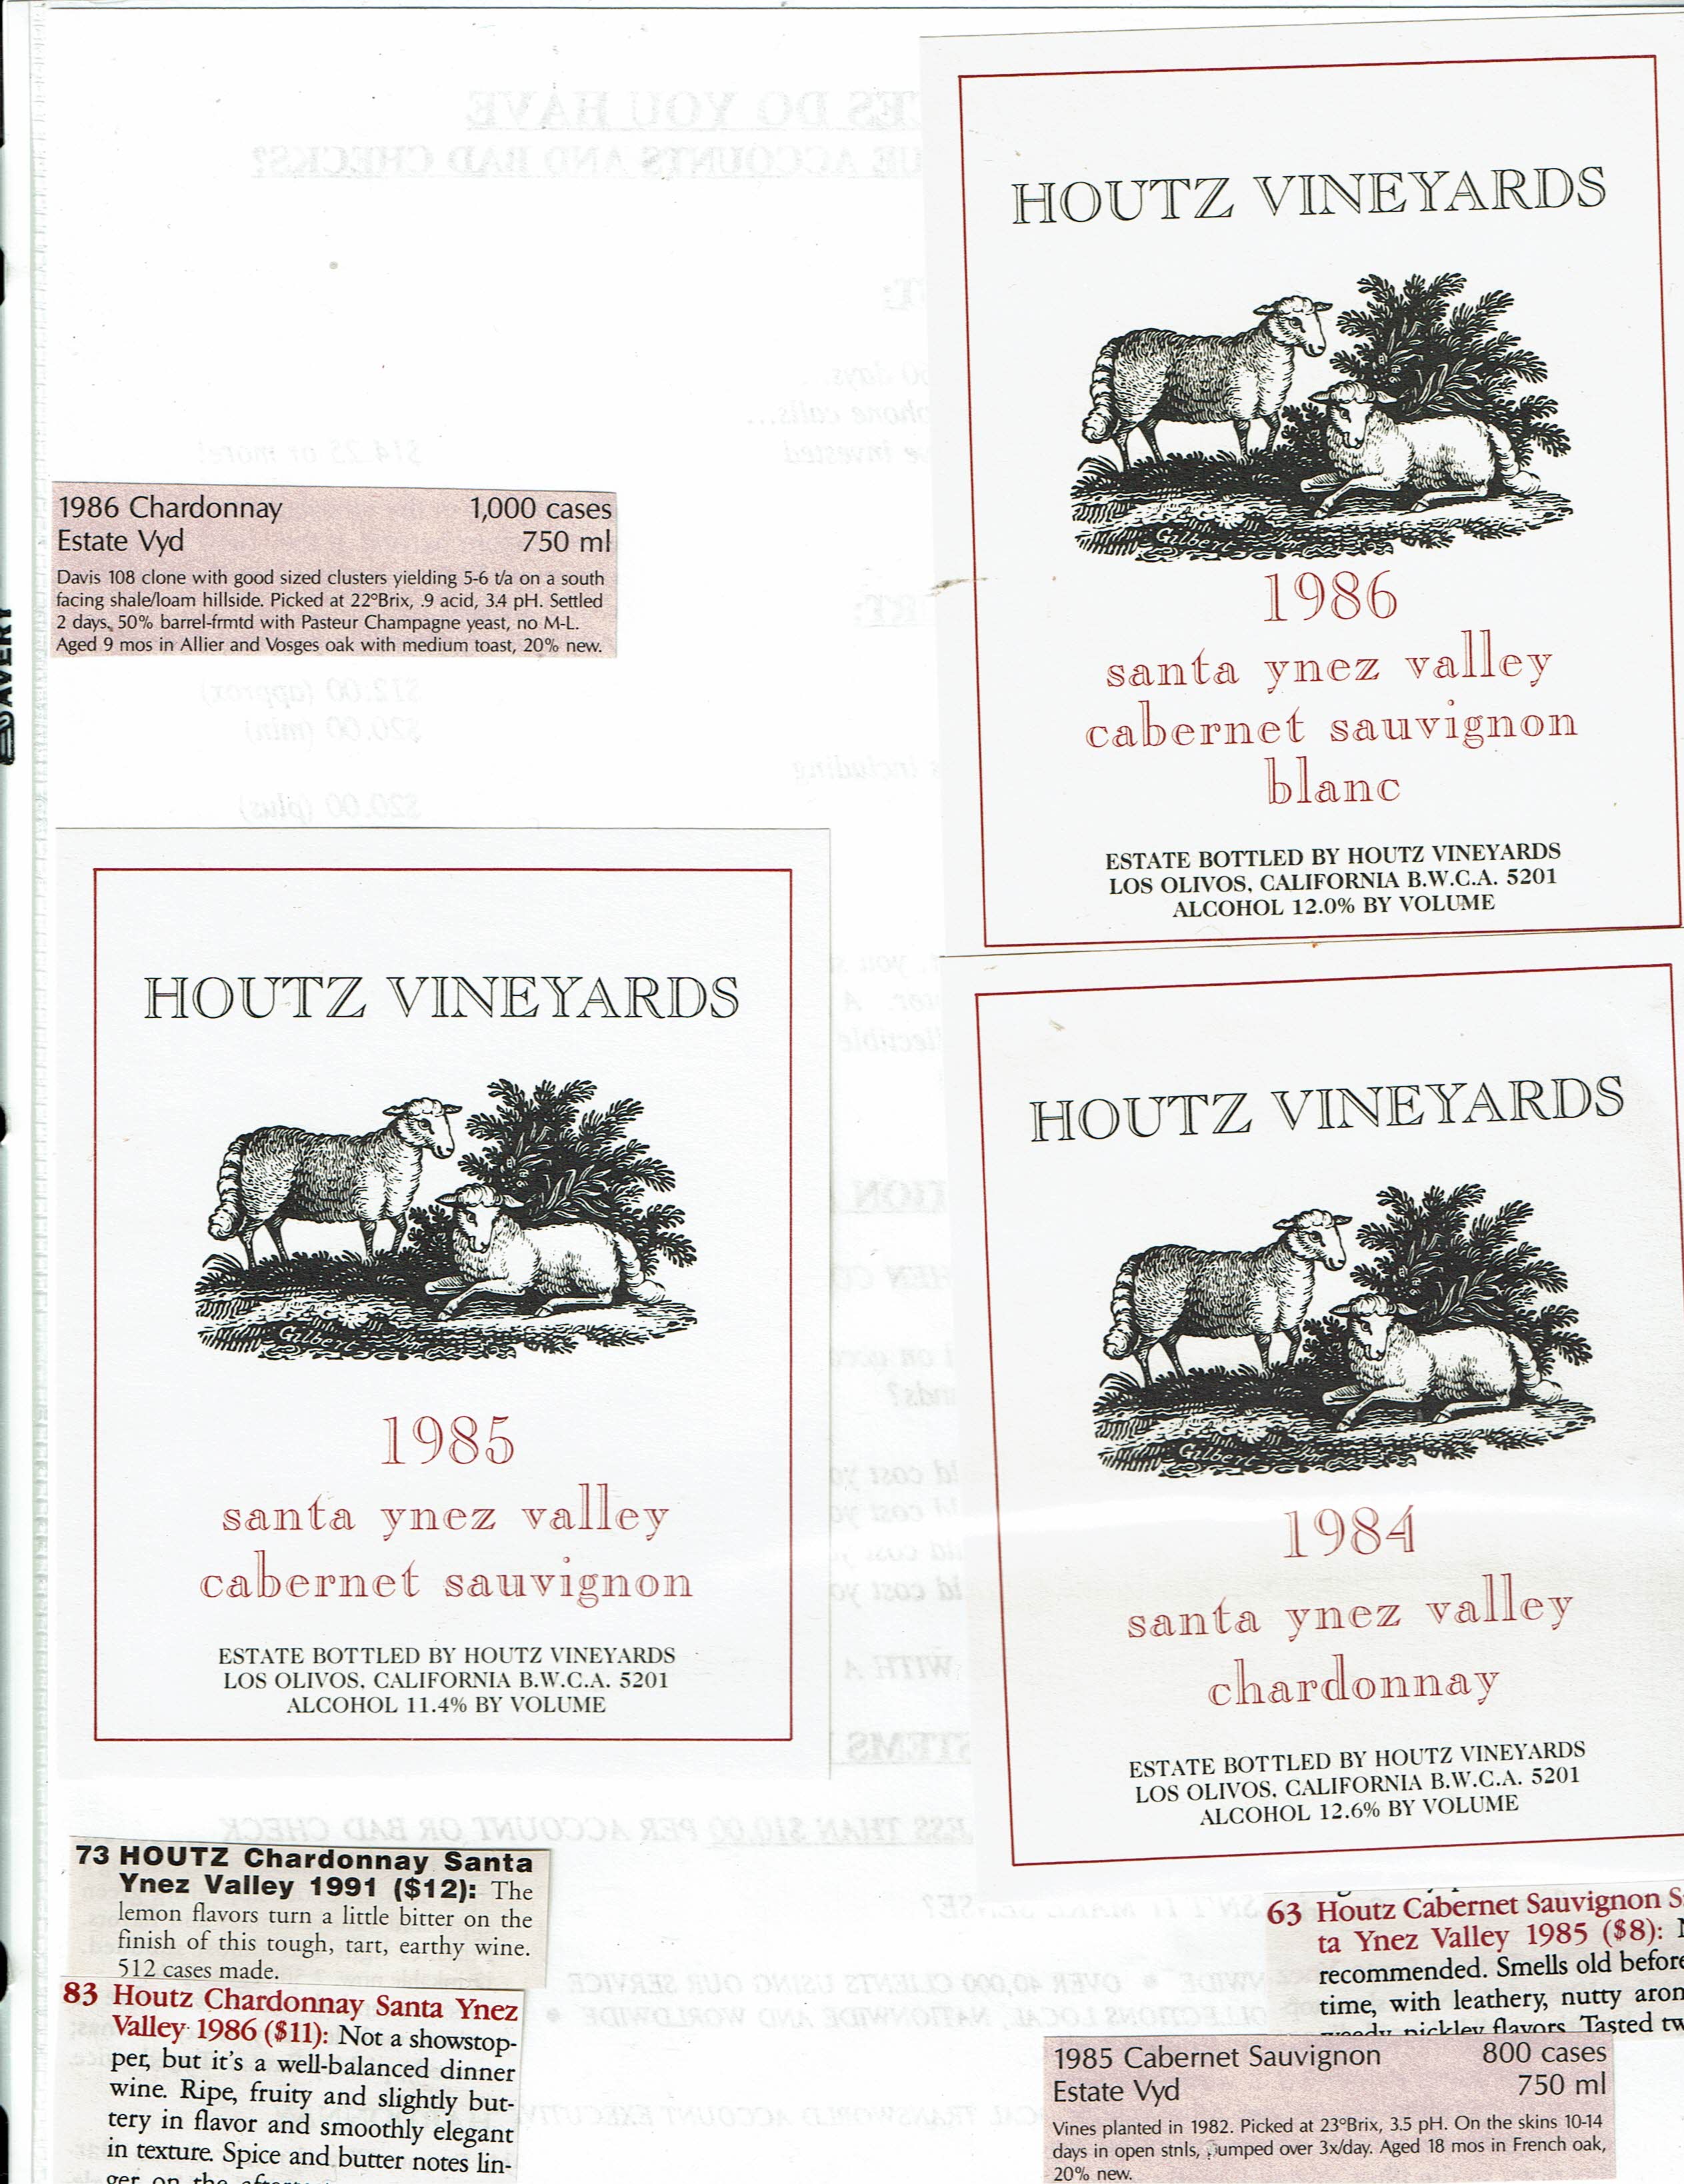 HOUTZ VINEYARDS
Gilbert
1986
santa ynez valley
cabernet sauvignon
blanc
ESTATE BOTTLED BY HOUTZ VINEYARDS
LOS OLIVOS, CALIFORNIA B.W.C.A. 5201
ALCOHOL 12.0% BY VOLUME
1986 Chardonnay 1,000 cases
Estate Vyd 750 ml
Davis 108 clone with good sized clusters yielding 5-6 t/a on a south
facing shale/loam hillside. Picked at 22°Brix, .9 acid, 3.4 pH. Settled
2 days, 50% barrel-frmtd with Pasteur Champagne yeast, no M-L.
Aged 9 mos in Allier and Vosges oak with medium toast, 20% new.
AVERY
HOUTZ VINEYARDS
Gilbert
1985
santa ynez valley
cabernet sauvignon
ESTATE BOTTLED BY HOUTZ VINEYARDS
LOS OLIVOS, CALIFORNIA B.W.C.A. 5201
ALCOHOL 11.4% BY VOLUME
HOUTZ VINEYARDS
Gilbert
1984
santa ynez valley
chardonnay
ESTATE BOTTLED BY HOUTZ VINEYARDS
LOS OLIVOS, CALIFORNIA B.W.C.A. 5201
ALCOHOL 12.6% BY VOLUME
73 HOUTZ Chardonnay Santa
Ynez Valley 1991 ($12): The
lemon flavors turn a little bitter on the
finish of this tough, tart, earthy wine.
512 cases made.
83 Houtz Chardonnay Santa Ynez
Valley 1986 ($11): Not a showstop-
per, but it's a well-balanced dinner
wine. Ripe, fruity and slightly but-
tery in flavor and smoothly elegant
in texture. Spice and butter notes lin-
ger on the
63 Houtz Cabernet Sauvignon S
ta Ynez Valley 1985 ($8):
recommended. Smells old before
time, with leathery, nutty
pickley flavors. Tasted
1985 Cabernet Sauvignon 800 cases
Estate Vyd 750 ml
Vines planted in 1982. Picked at 23°Brix, 3.5 pH. On the skins 10-14
days in open stnls, pumped over 3x/day. Aged 18 mos in French oak,
20% new.